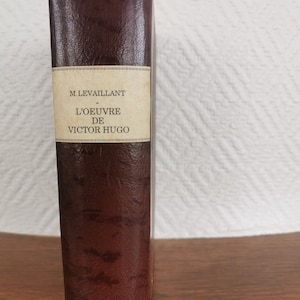 M LEVAILLANT
-
L'OEUVRE
DE
VICTOR HUGO